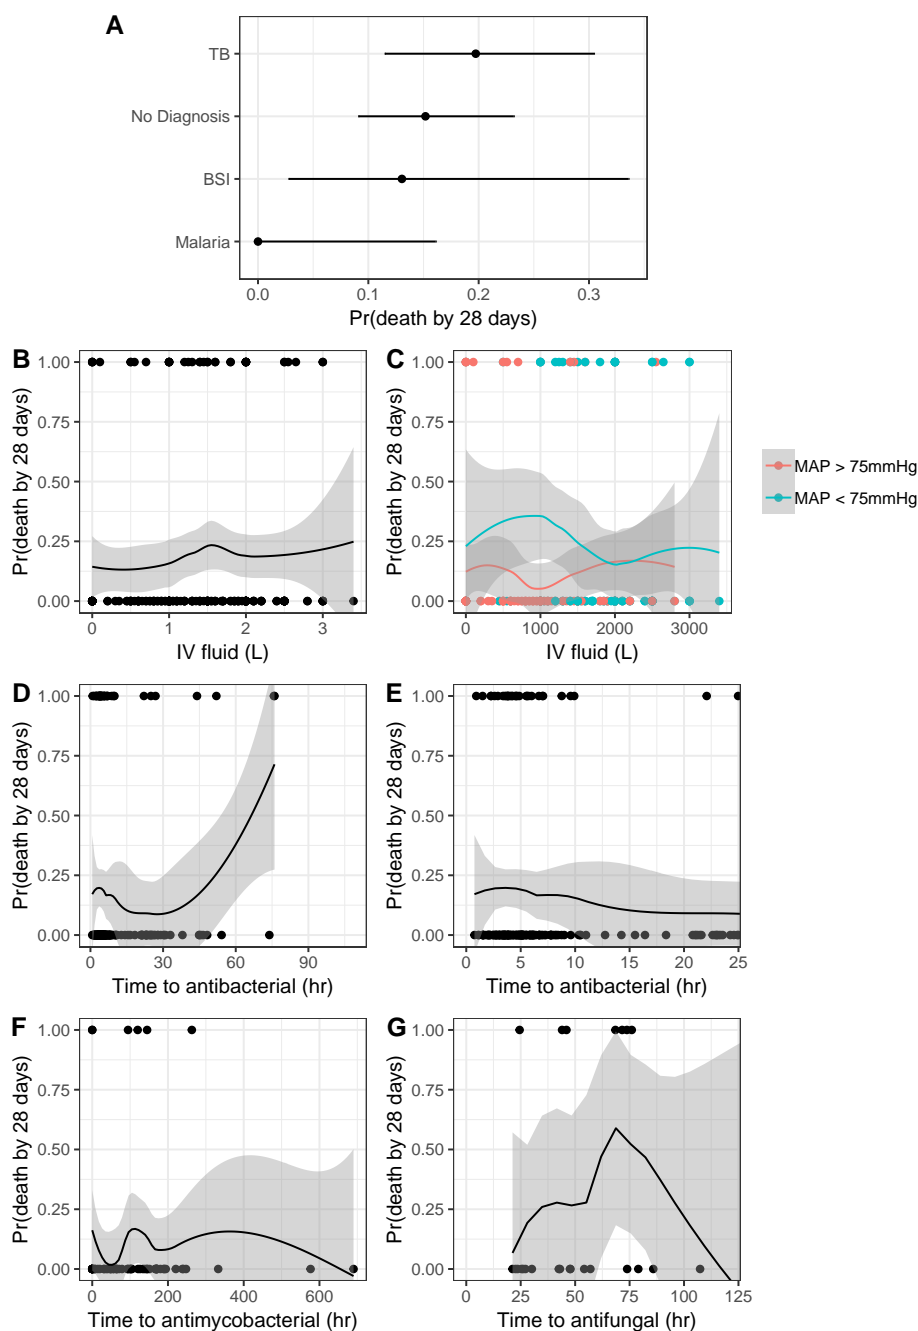 A
TB
No Diagnosis
BSI
Malaria
0.0 0.1 0.2 0.3
Pr(death by 28 days)
B
Pr(death by 28 days)
1.00
0.75
0.50
0.25
0.00
0 1 2 3
IV fluid (L)
C
Pr(death by 28 days)
1.00
0.75
0.50
0.25
0.00
0 1000 2000 3000
IV fluid (L)
MAP > 75mmHg
MAP < 75mmHg
D
Pr(death by 28 days)
1.00
0.75
0.50
0.25
0.00
0 30 60 90
Time to antibacterial (hr)
E
Pr(death by 28 days)
1.00
0.75
0.50
0.25
0.00
0 5 10 15 20 25
Time to antibacterial (hr)
F
Pr(death by 28 days)
1.00
0.75
0.50
0.25
0.00
0 200 400 600
Time to antimycobacterial (hr)
G
Pr(death by 28 days)
1.00
0.75
0.50
0.25
0.00
0 25 50 75 100 125
Time to antifungal (hr)